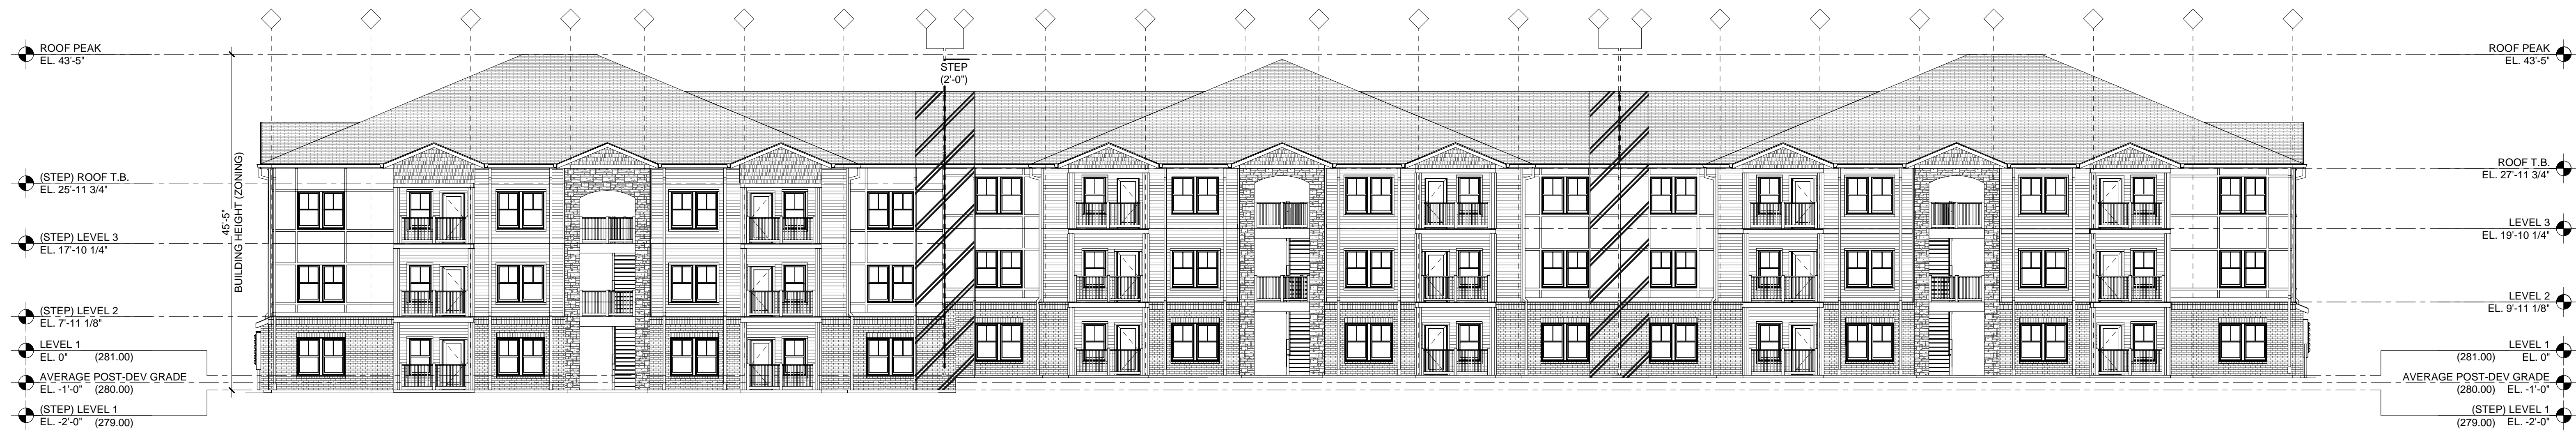 ROOF PEAK
EL. 43'-5"
(STEP) ROOF T.B.
EL. 25'-11 3/4"
(STEP) LEVEL 3
EL. 17'-10 1/4"
(STEP) LEVEL 2
EL. 7'-11 1/8"
LEVEL 1
EL. 0" (281.00)
AVERAGE POST-DEV GRADE
EL. -1'-0" (280.00)
(STEP) LEVEL 1
EL. -2'-0" (279.00)
45'-5"
BUILDING HEIGHT (ZONING)
STEP
(2'-0")
ROOF PEAK
EL. 43'-5"
ROOF T.B.
EL. 27'-11 3/4"
LEVEL 3
EL. 19'-10 1/4"
LEVEL 2
EL. 9'-11 1/8"
LEVEL 1
(281.00) EL. 0"
AVERAGE POST-DEV GRADE
(280.00) EL. -1'-0"
(STEP) LEVEL 1
(279.00) EL. -2'-0"